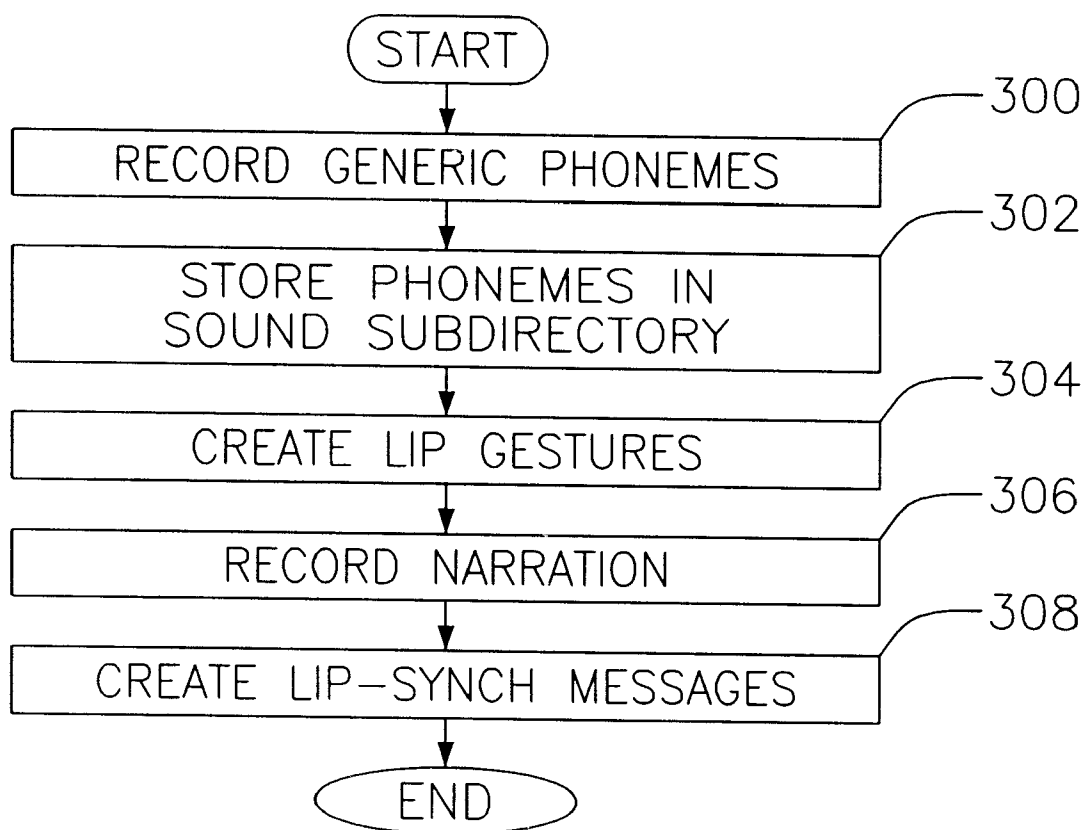 START
300
RECORD GENERIC PHONEMES
302
STORE PHONEMES IN
SOUND SUBDIRECTORY
304
CREATE LIP GESTURES
306
RECORD NARRATION
308
CREATE LIP-SYNCH MESSAGES
END